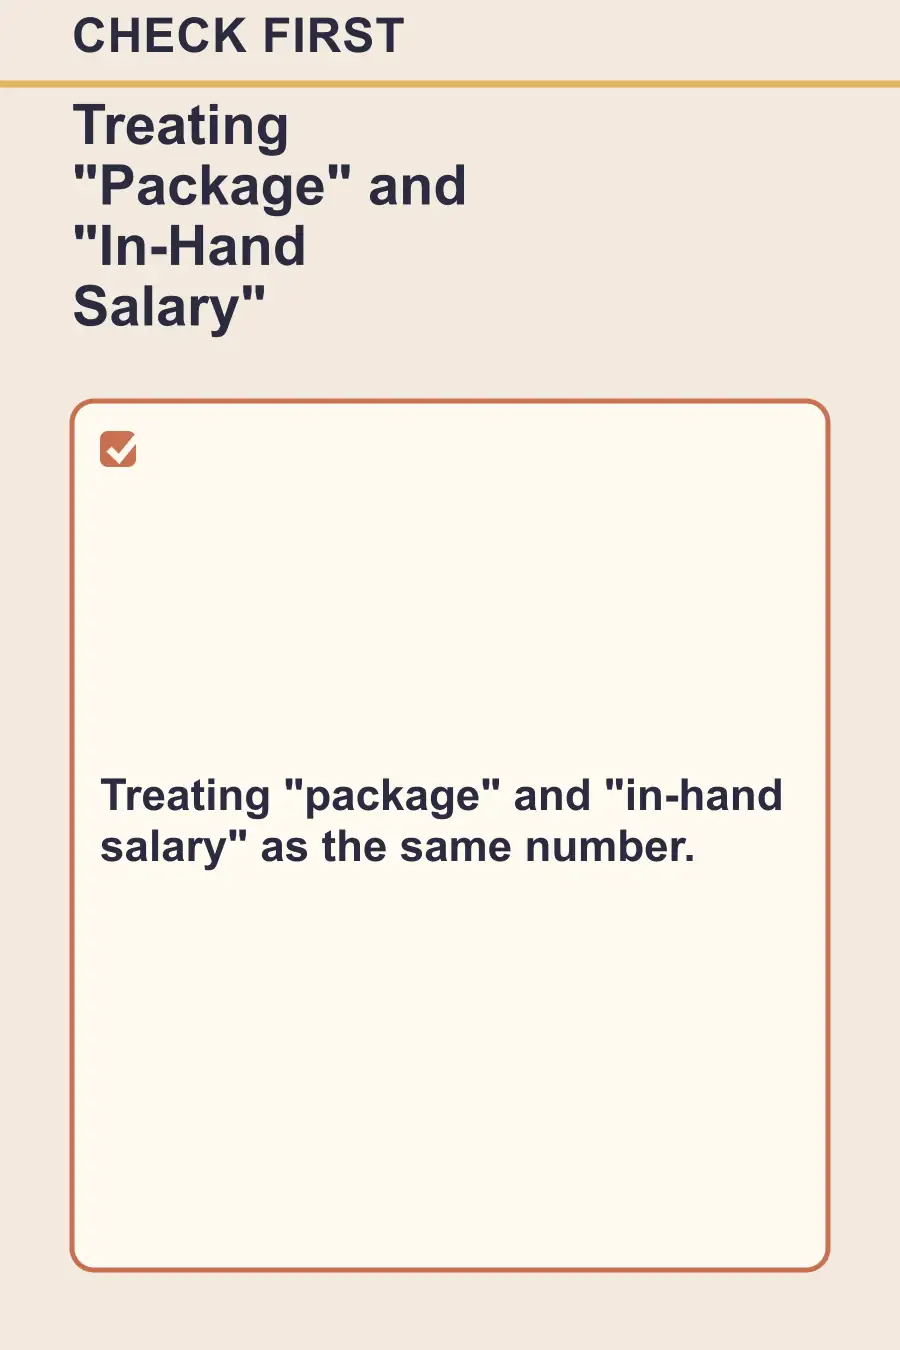 CHECK FIRST
Treating
"Package" and
"In-Hand
Salary"
Treating "package" and "in-hand
salary" as the same number.